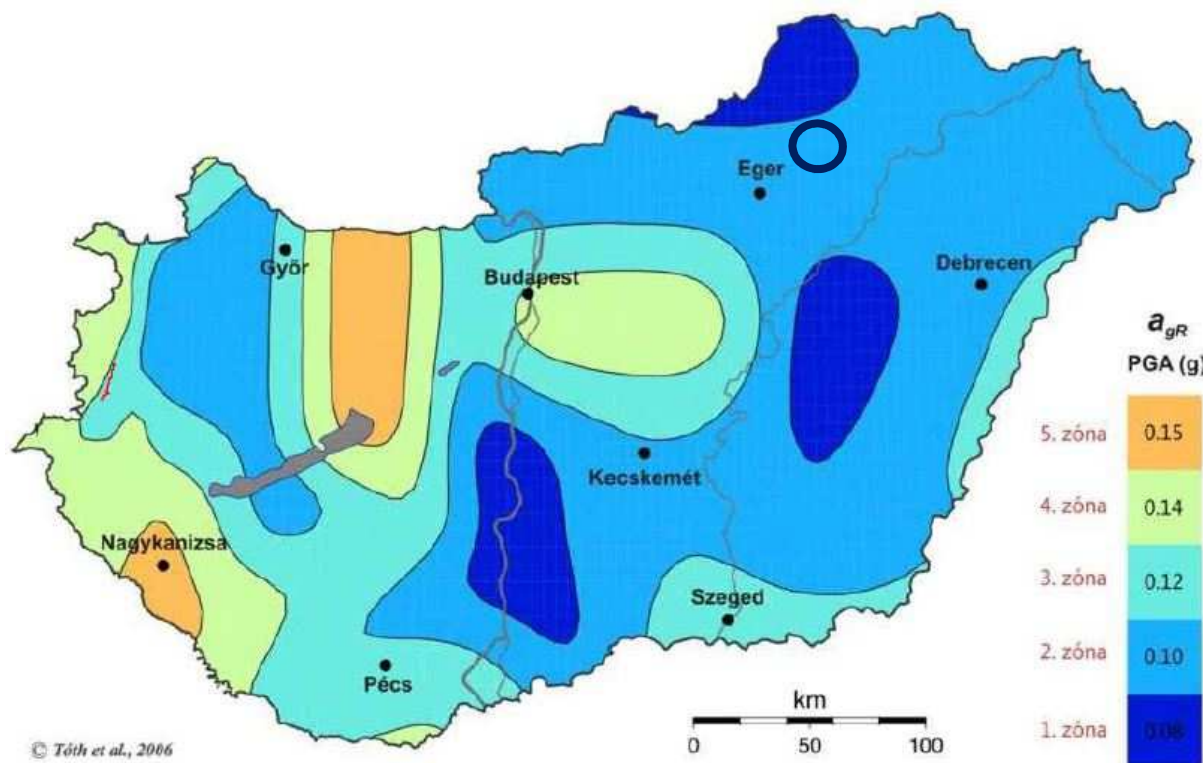 Eger
Győr
Budapest
Debrecen
a_gR
PGA (g)
5. zóna
0.15
Kecskemét
4. zóna
0.14
Nagykanizsa
3. zóna
0.12
Szeged
2. zóna
0.10
Pécs
km
1. zóna
0.08
0
50
100
© Tóth et al., 2006